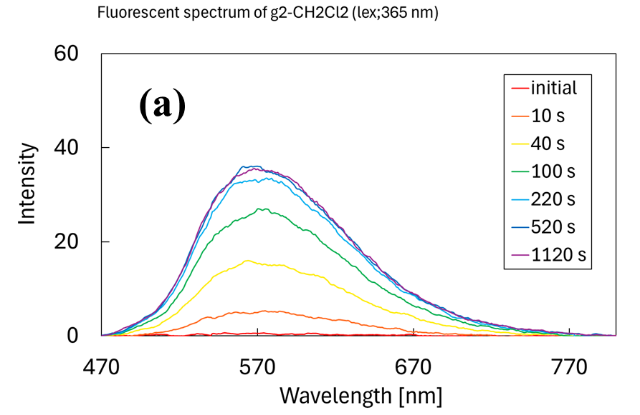 Fluorescent spectrum of g2-CH2Cl2 (lex;365 nm)
60
(a)
initial
10 s
40
40 s
100 s
220 s
20
520 s
1120 s
0
Intensity
470
570
670
770
Wavelength [nm]